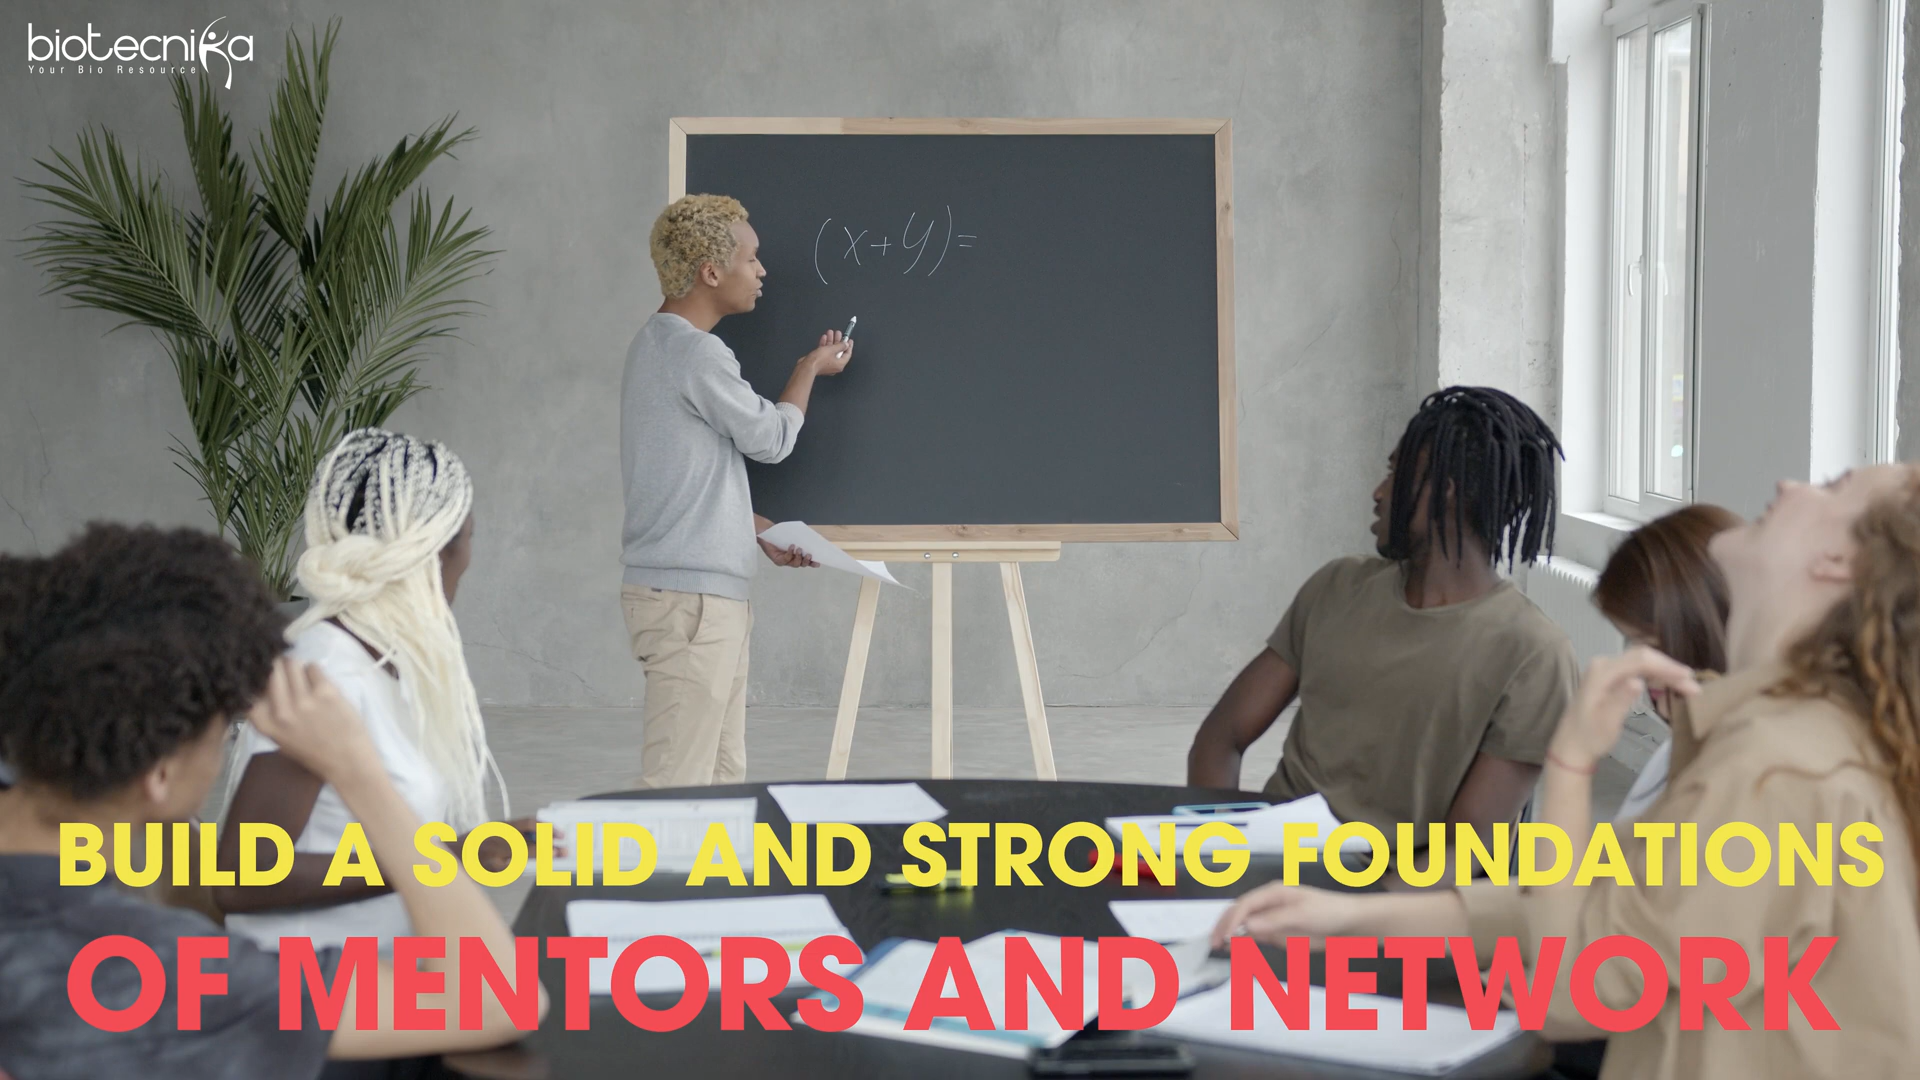 biotecnika
Your Bio Resource
(x+y)=
BUILD A SOLID AND STRONG FOUNDATIONS
OF MENTORS AND NETWORK